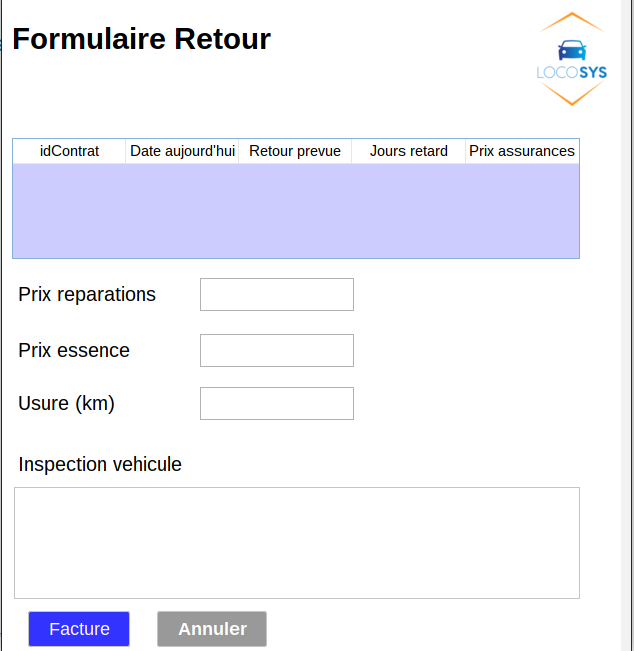 Formulaire Retour
LOCOSYS
idContrat Date aujourd'hui Retour prevue Jours retard Prix assurances
Prix reparations
Prix essence
Usure (km)
Inspection vehicule
Facture Annuler